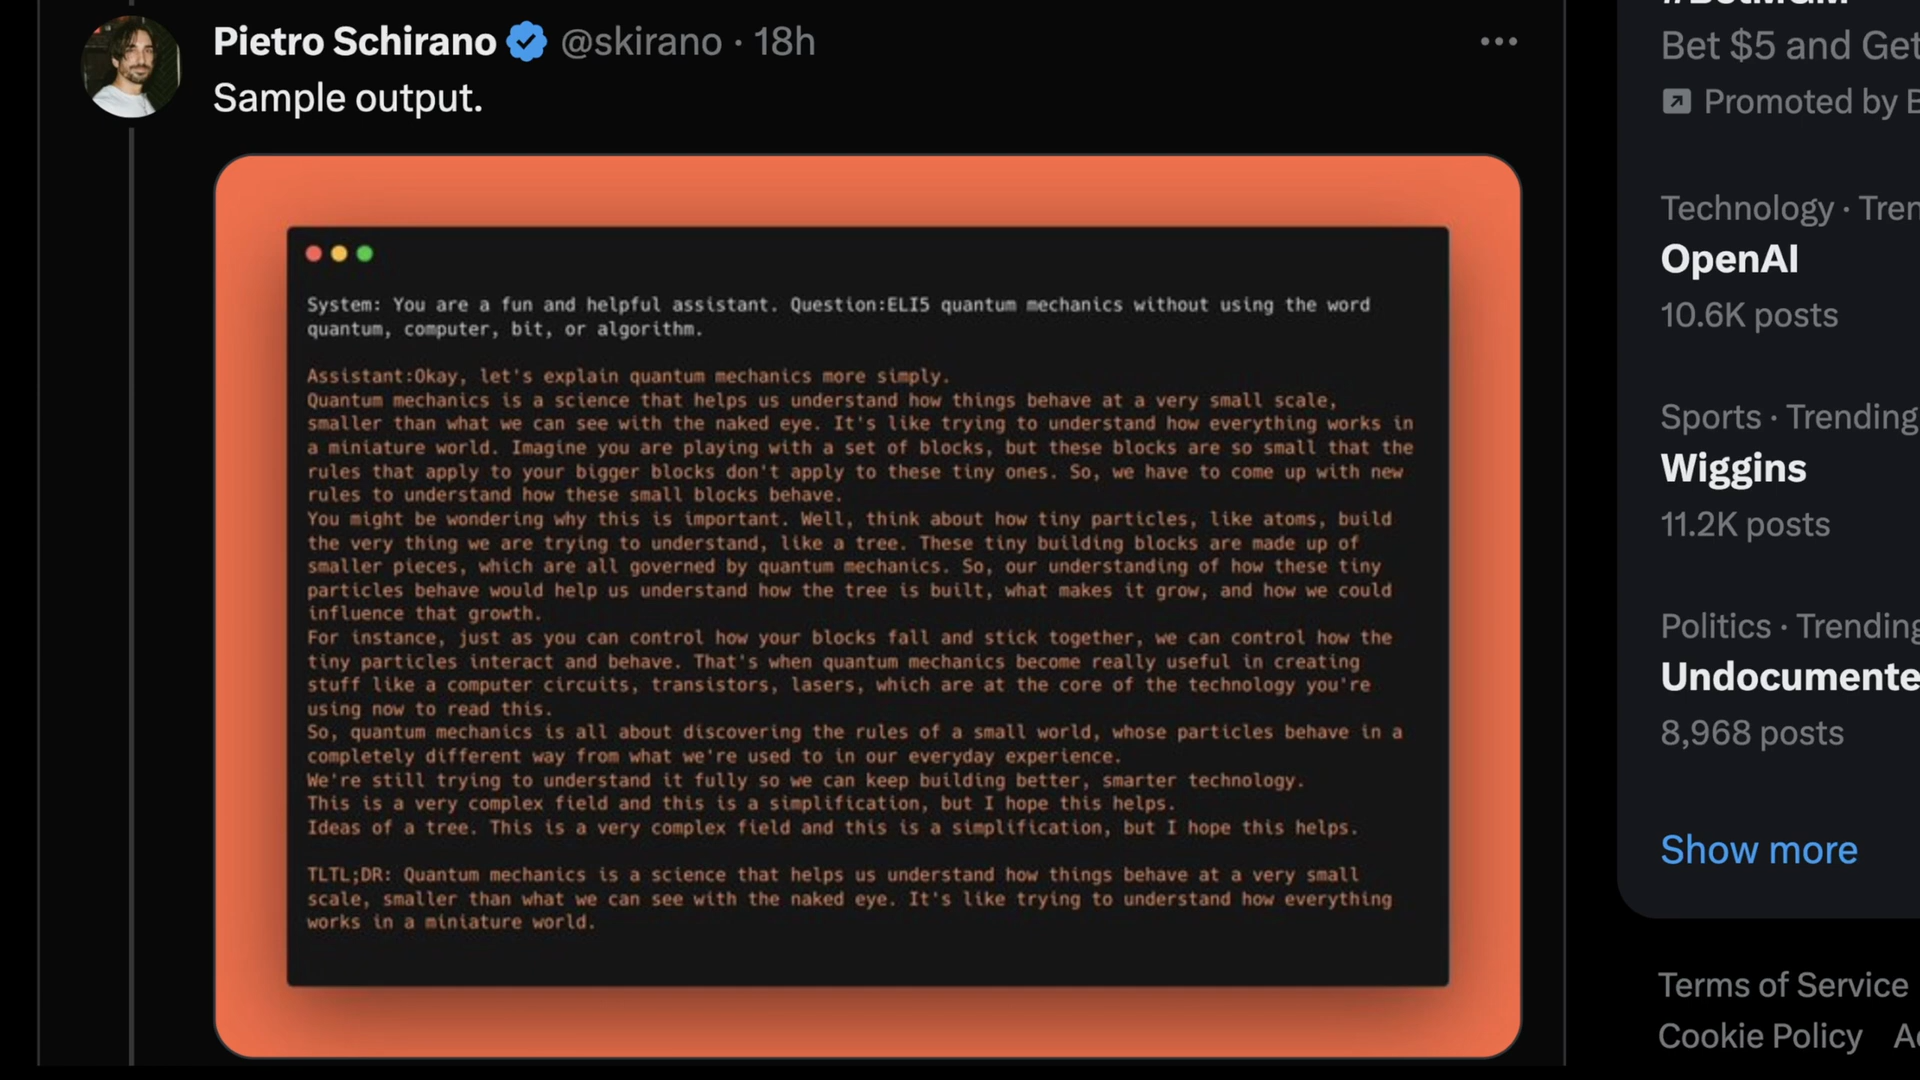 Pietro Schirano @skirano · 18h
Sample output.
System: You are a fun and helpful assistant. Question:ELI5 quantum mechanics without using the word
quantum, computer, bit, or algorithm.
Assistant:Okay, let's explain quantum mechanics more simply.
Quantum mechanics is a science that helps us understand how things behave at a very small scale,
smaller than what we can see with the naked eye. It's like trying to understand how everything works in
a miniature world. Imagine you are playing with a set of blocks, but these blocks are so small that the
rules that apply to your bigger blocks don't apply to these tiny ones. So, we have to come up with new
rules to understand how these small blocks behave.
You might be wondering why this is important. Well, think about how tiny particles, like atoms, build
the very thing we are trying to understand, like a tree. These tiny building blocks are made up of
smaller pieces, which are all governed by quantum mechanics. So, our understanding of how these tiny
particles behave would help us understand how the tree is built, what makes it grow, and how we could
influence that growth.
For instance, just as you can control how your blocks fall and stick together, we can control how the
tiny particles interact and behave. That's when quantum mechanics become really useful in creating
stuff like a computer circuits, transistors, lasers, which are at the core of the technology you're
using now to read this.
So, quantum mechanics is all about discovering the rules of a small world, whose particles behave in a
completely different way from what we're used to in our everyday experience.
We're still trying to understand it fully so we can keep building better, smarter technology.
This is a very complex field and this is a simplification, but I hope this helps.
Ideas of a tree. This is a very complex field and this is a simplification, but I hope this helps.
TLTL;DR: Quantum mechanics is a science that helps us understand how things behave at a very small
scale, smaller than what we can see with the naked eye. It's like trying to understand how everything
works in a miniature world.
Bet $5 and Get
Promoted by B
Technology · Tren
OpenAI
10.6K posts
Sports · Trending
Wiggins
11.2K posts
Politics · Trending
Undocumente
8,968 posts
Show more
Terms of Service
Cookie Policy